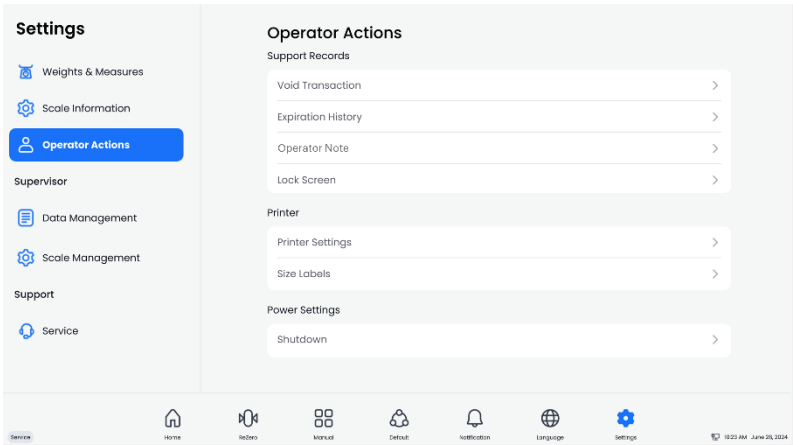 Settings
Weights & Measures
Scale Information
Operator Actions
Supervisor
Data Management
Scale Management
Support
Service
Operator Actions
Support Records
Void Transaction
Expiration History
Operator Note
Lock Screen
Printer
Printer Settings
Size Labels
Power Settings
Shutdown
Service
Home
ReZero
Manual
Default
Notification
Language
Settings
10:23 AM June 28, 2024